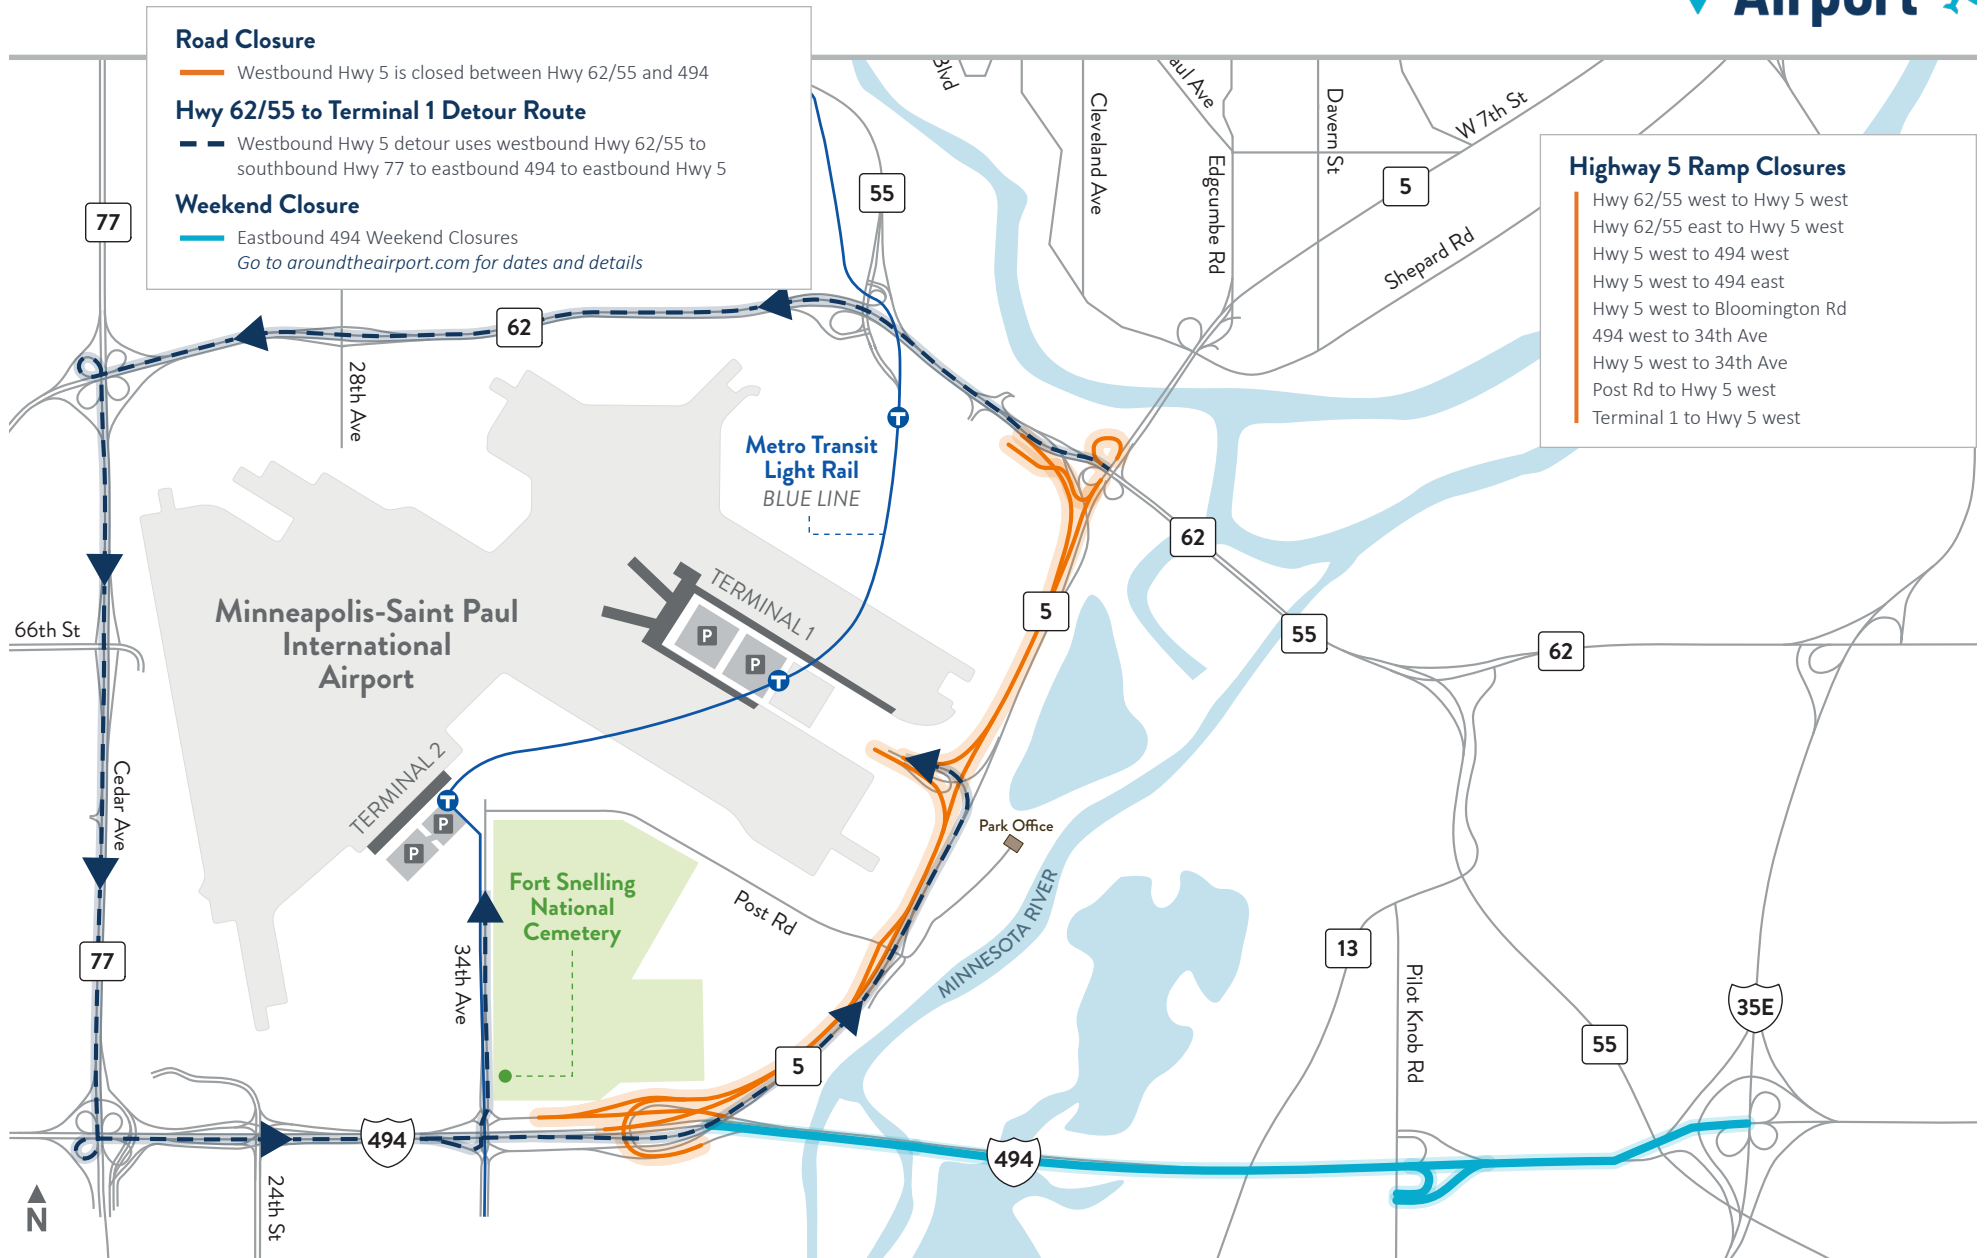 Airport
Road Closure
Westbound Hwy 5 is closed between Hwy 62/55 and 494
Hwy 62/55 to Terminal 1 Detour Route
Westbound Hwy 5 detour uses westbound Hwy 62/55 to
southbound Hwy 77 to eastbound 494 to eastbound Hwy 5
Weekend Closure
Eastbound 494 Weekend Closures
Go to aroundtheairport.com for dates and details
Highway 5 Ramp Closures
Hwy 62/55 west to Hwy 5 west
Hwy 62/55 east to Hwy 5 west
Hwy 5 west to 494 west
Hwy 5 west to 494 east
Hwy 5 west to Bloomington Rd
494 west to 34th Ave
Hwy 5 west to 34th Ave
Post Rd to Hwy 5 west
Terminal 1 to Hwy 5 west
Blvd
aul Ave
Cleveland Ave
Edgcumbe Rd
Davern St
W 7th St
5
Shepard Rd
55
77
62
28th Ave
Metro Transit
Light Rail
BLUE LINE
T
62
5
55
62
66th St
Minneapolis-Saint Paul
International
Airport
TERMINAL 1
P
P
T
Cedar Ave
TERMINAL 2
T
P
P
Park Office
Fort Snelling
National
Cemetery
Post Rd
MINNESOTA RIVER
34th Ave
77
13
Pilot Knob Rd
35E
55
5
494
494
24th St
N